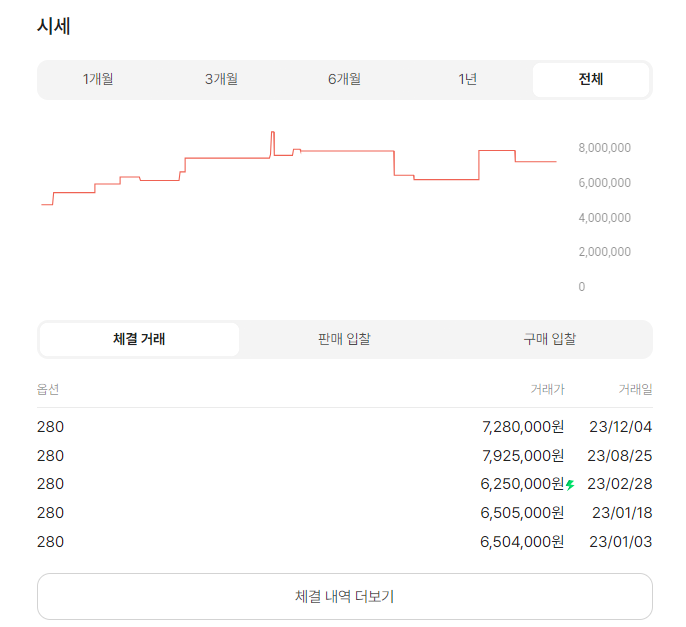 시세
1개월 3개월 6개월 1년 전체
8,000,000
6,000,000
4,000,000
2,000,000
0
체결 거래 판매 입찰 구매 입찰
옵션 거래가 거래일
280 7,280,000원 23/12/04
280 7,925,000원 23/08/25
280 6,250,000원 23/02/28
280 6,505,000원 23/01/18
280 6,504,000원 23/01/03
체결 내역 더보기